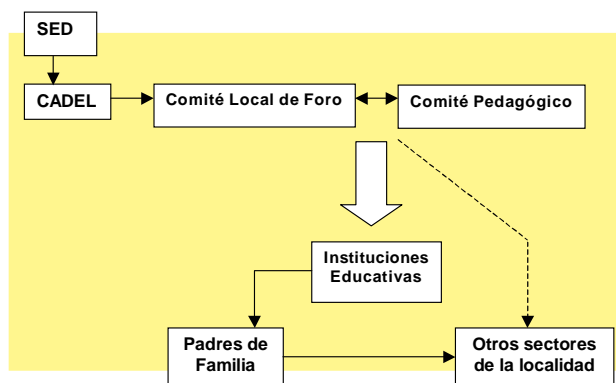 SED
CADEL
Comité Local de Foro
Comité Pedagógico
Instituciones
Educativas
Padres de
Familia
Otros sectores
de la localidad